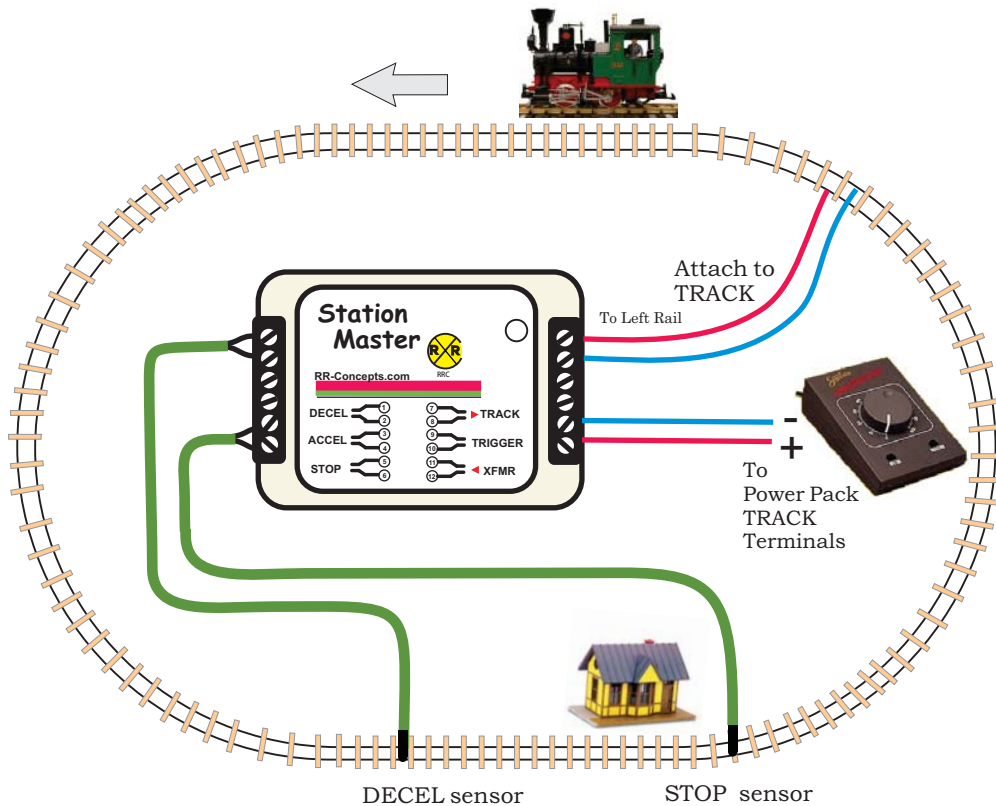 Attach to
TRACK
To Left Rail
Station
Master
R R
RRC
RR-Concepts.com
DECEL 1 2
ACCEL 3 4
STOP 5 6
7 8 TRACK
9 10 TRIGGER
11 12 XFMR
-
+
To
Power Pack
TRACK
Terminals
DECEL sensor
STOP sensor